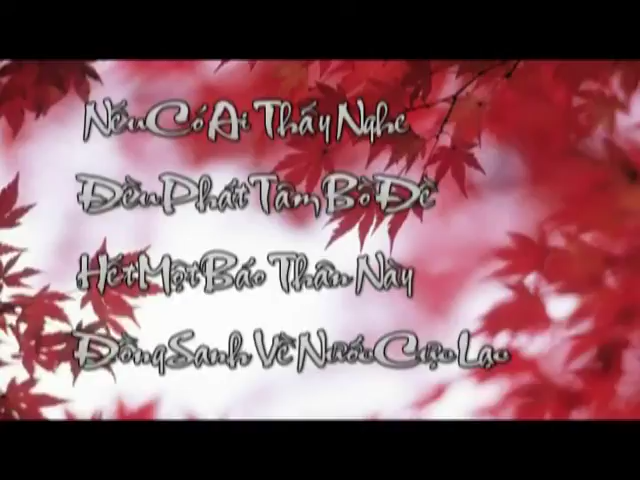 Nếu Có Ai Thấy Nghe
Đều Phát Tâm Bồ Đề
Hết Một Báo Thân Này
Đồng Sanh Về Nước Cực Lạc